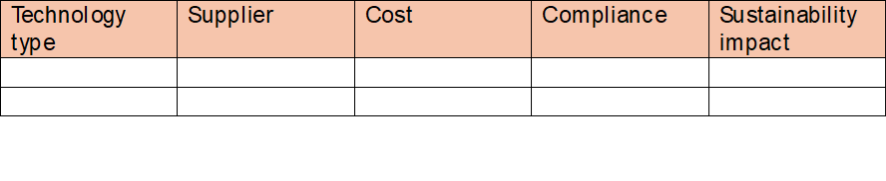 Technology Supplier Cost Compliance Sustainability
type impact